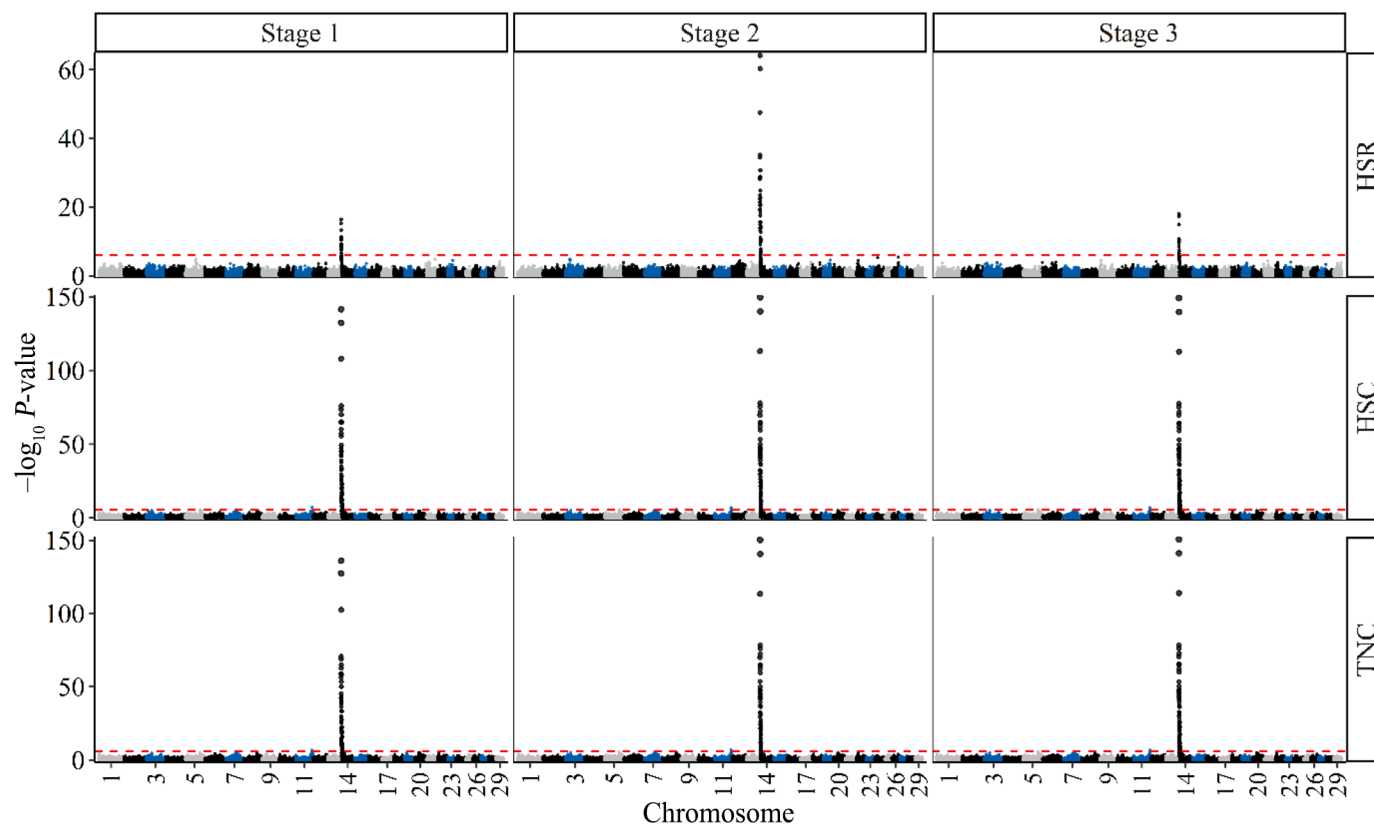 Stage 1 Stage 2 Stage 3
60
40
20
0
HSR
150
100
50
0
HSC
150
100
50
0
TNC
–log10 P-value
1 3 5 7 9 11 14 17 20 23 26 29 1 3 5 7 9 11 14 17 20 23 26 29 1 3 5 7 9 11 14 17 20 23 26 29
Chromosome